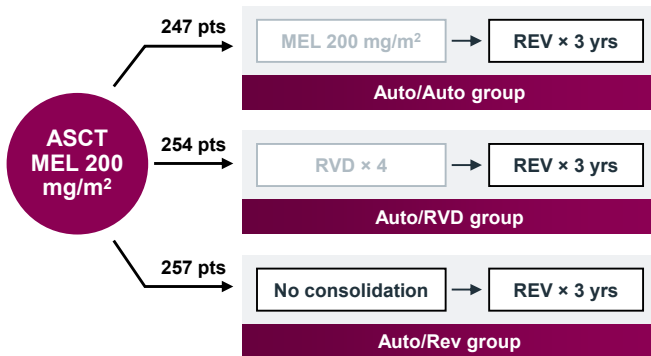 247 pts
MEL 200 mg/m²
REV × 3 yrs
Auto/Auto group
ASCT
MEL 200
mg/m²
254 pts
RVD × 4
REV × 3 yrs
Auto/RVD group
257 pts
No consolidation
REV × 3 yrs
Auto/Rev group